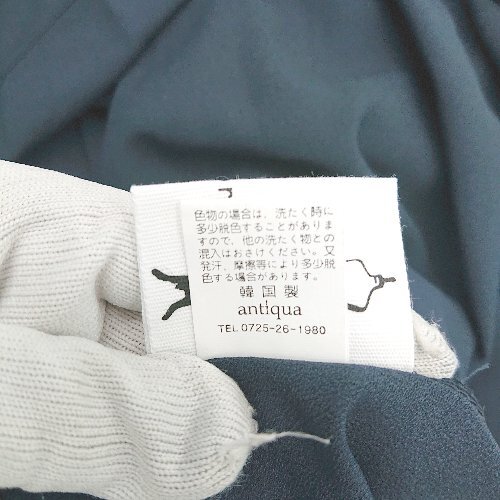 色物の場合は、洗たく時に
多少脱色することがありま
すので、他の洗たく物との
混入はおさけください。又
発汗、摩擦等により多少脱
色する場合があります。
韓国製
antiqua
TEL 0725-26-1980